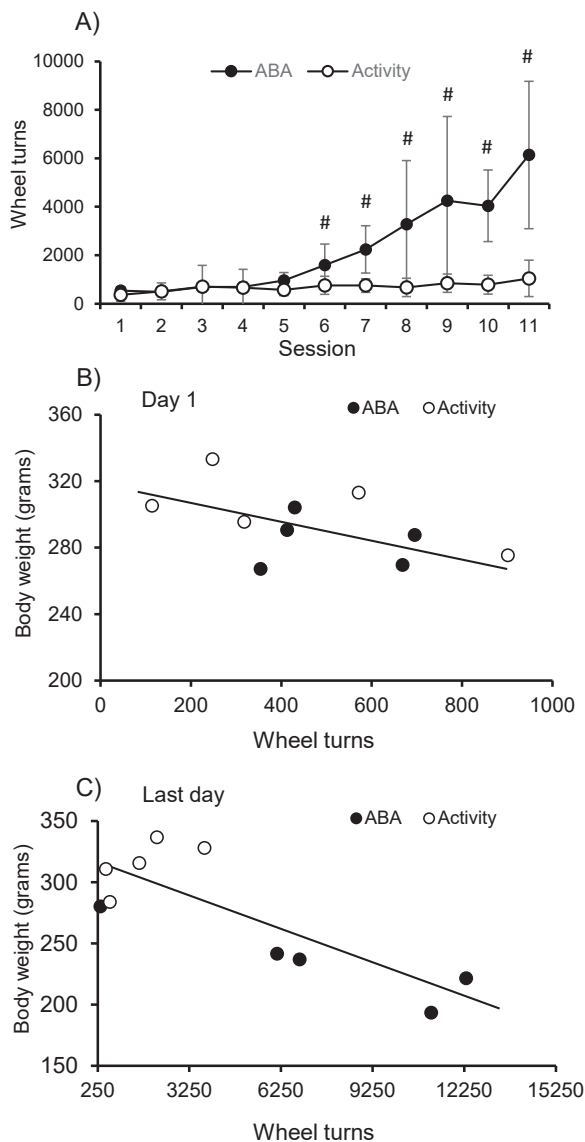 A)
ABA Activity
Wheel turns
10000
8000
6000
4000
2000
0
# # # # # #
1 2 3 4 5 6 7 8 9 10 11
Session
B) Day 1
ABA Activity
Body weight (grams)
360
320
280
240
200
0 200 400 600 800 1000
Wheel turns
C) Last day
ABA Activity
Body weight (grams)
350
300
250
200
150
250 3250 6250 9250 12250 15250
Wheel turns